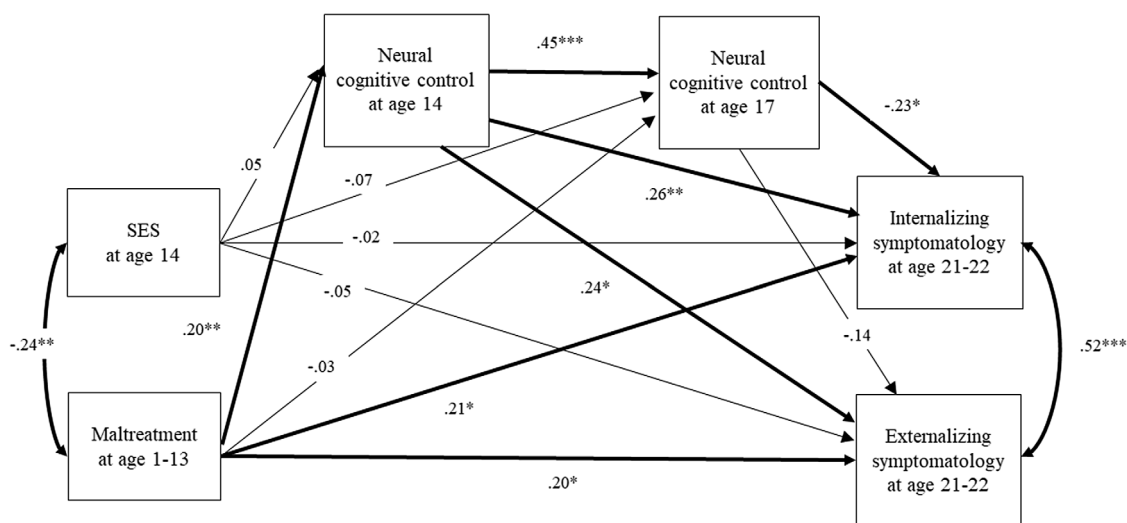 Neural
cognitive control
at age 14
.45***
Neural
cognitive control
at age 17
-.23*
.05
-.07
.26**
SES
at age 14
-.02
Internalizing
symptomatology
at age 21-22
-.05
.24*
.20**
-.24**
-.03
-.14
.52***
.21*
Maltreatment
at age 1-13
Externalizing
symptomatology
at age 21-22
.20*